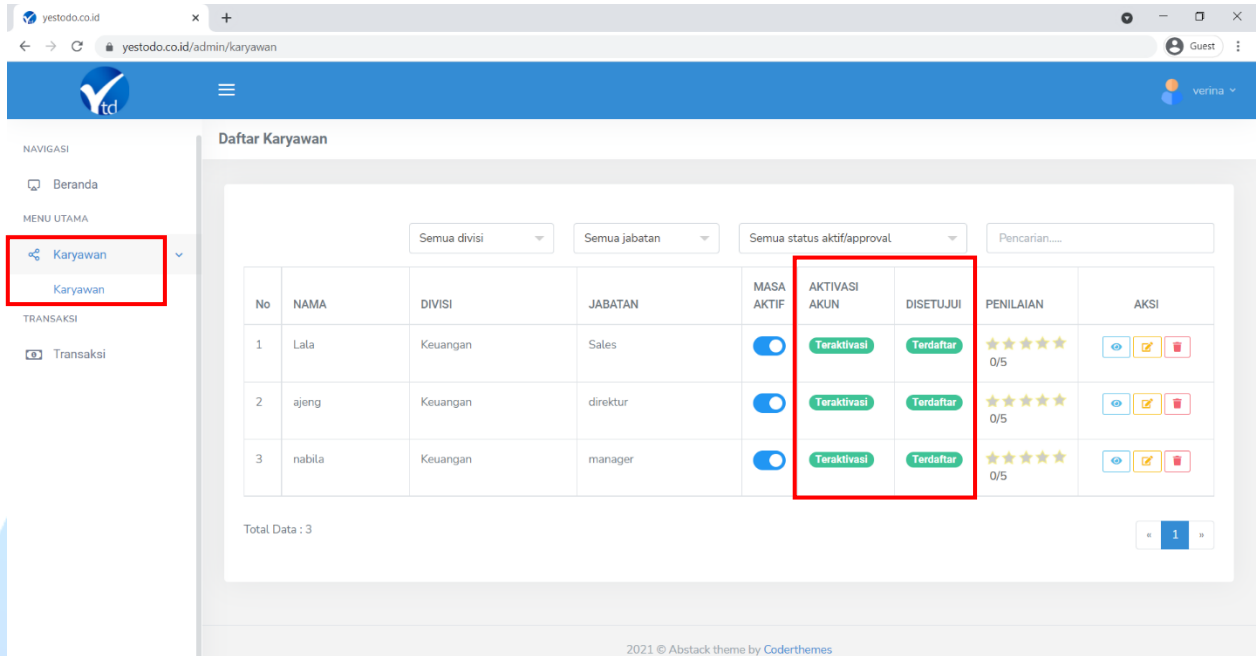 yestodo.co.id
yestodo.co.id/admin/karyawan
Guest
td
verina
NAVIGASI
Beranda
MENU UTAMA
Karyawan
Karyawan
TRANSAKSI
Transaksi
Daftar Karyawan
Semua divisi Semua jabatan Semua status aktif/approval Pencarian.....
No NAMA DIVISI JABATAN MASA AKTIF AKTIVASI AKUN DISETUJUI PENILAIAN AKSI
1 Lala Keuangan Sales Teraktivasi Terdaftar 0/5
2 ajeng Keuangan direktur Teraktivasi Terdaftar 0/5
3 nabila Keuangan manager Teraktivasi Terdaftar 0/5
Total Data : 3
« 1 »
2021 © Abstack theme by Coderthemes